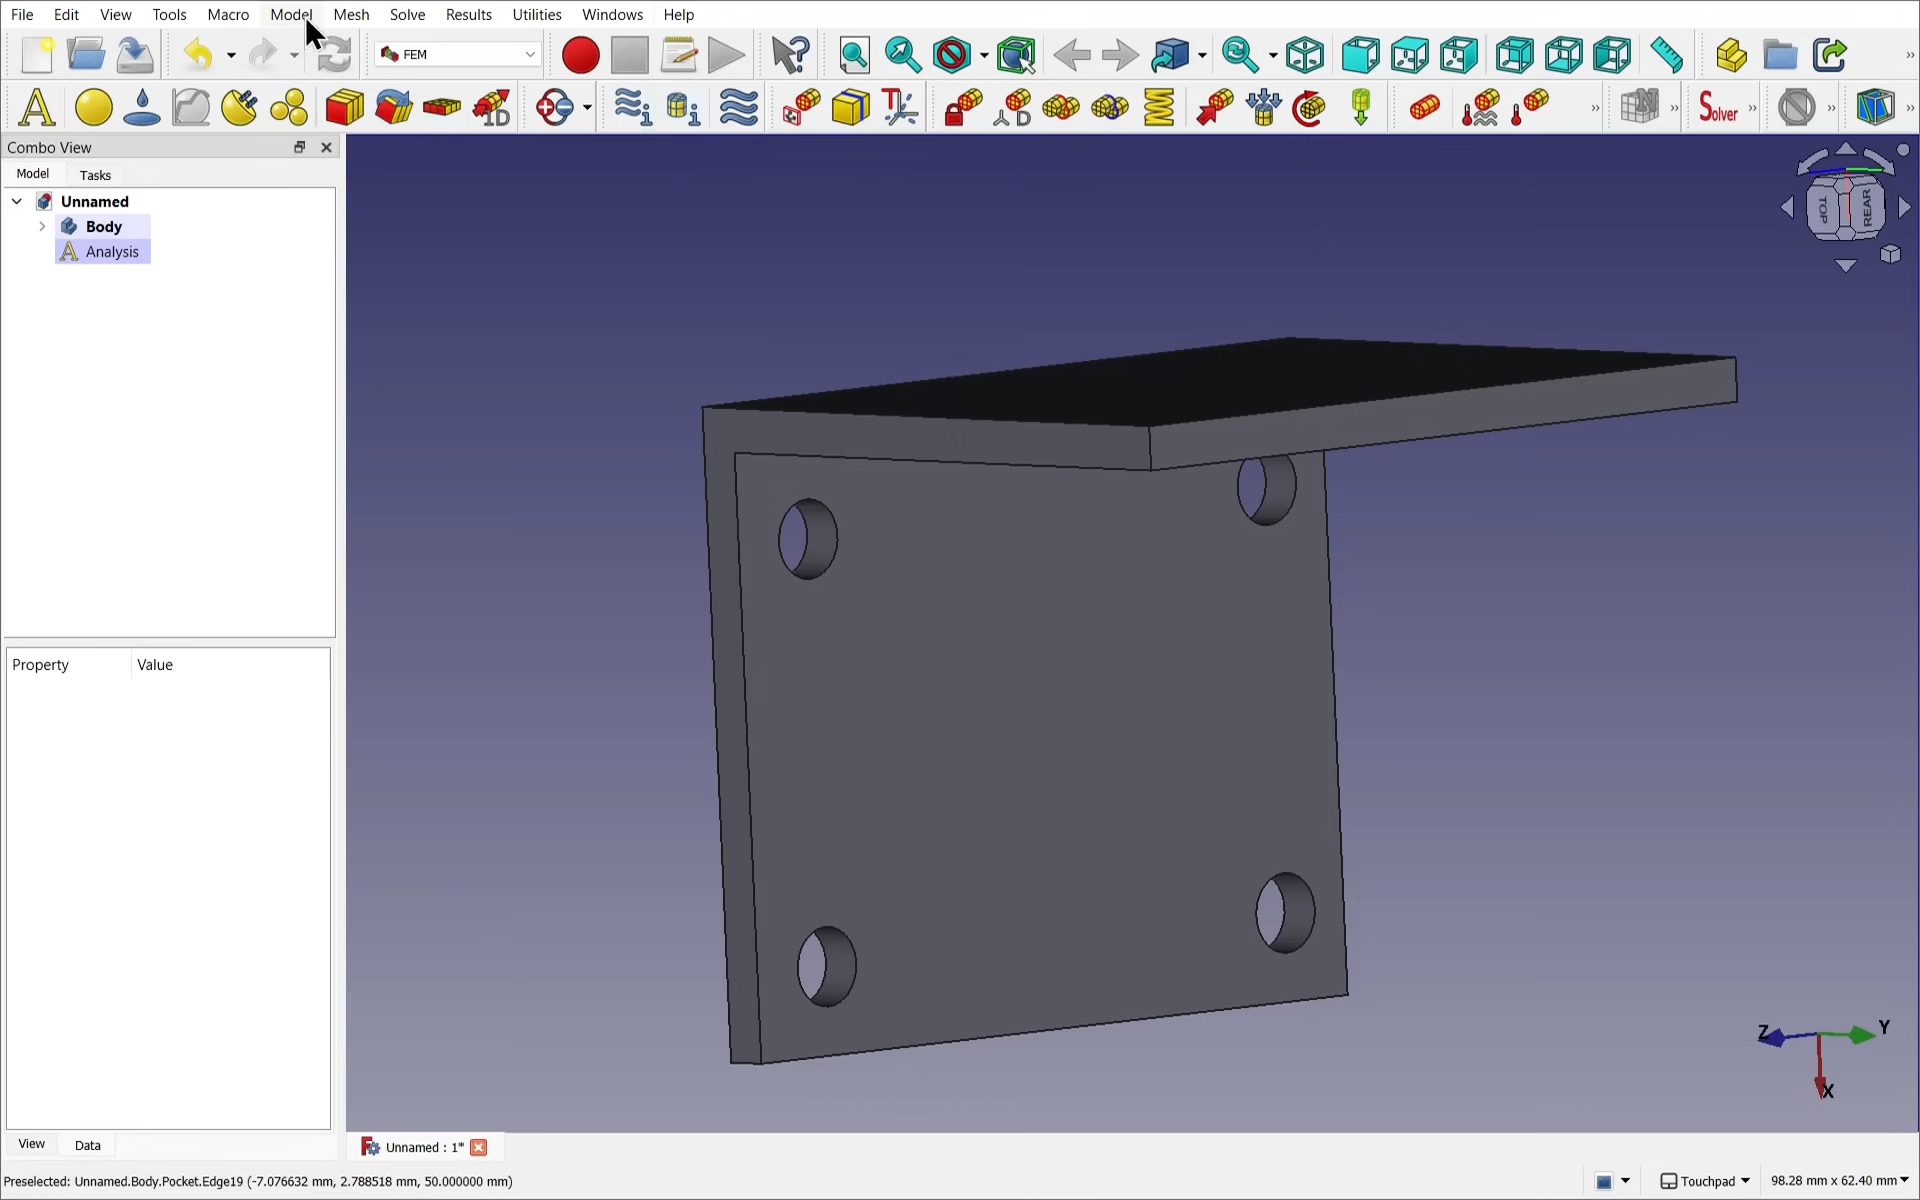 File Edit View Tools Macro Model Mesh Solve Results Utilities Windows Help
FEM
A T 1D D N Solver
Combo View
Model Tasks
Unnamed
Body
A Analysis
TOP REAR
Property Value
Z Y
X
View Data
Unnamed : 1*
Preselected: Unnamed.Body.Pocket.Edge19 (-7.076632 mm, 2.788518 mm, 50.000000 mm)
Touchpad 98.28 mm x 62.40 mm